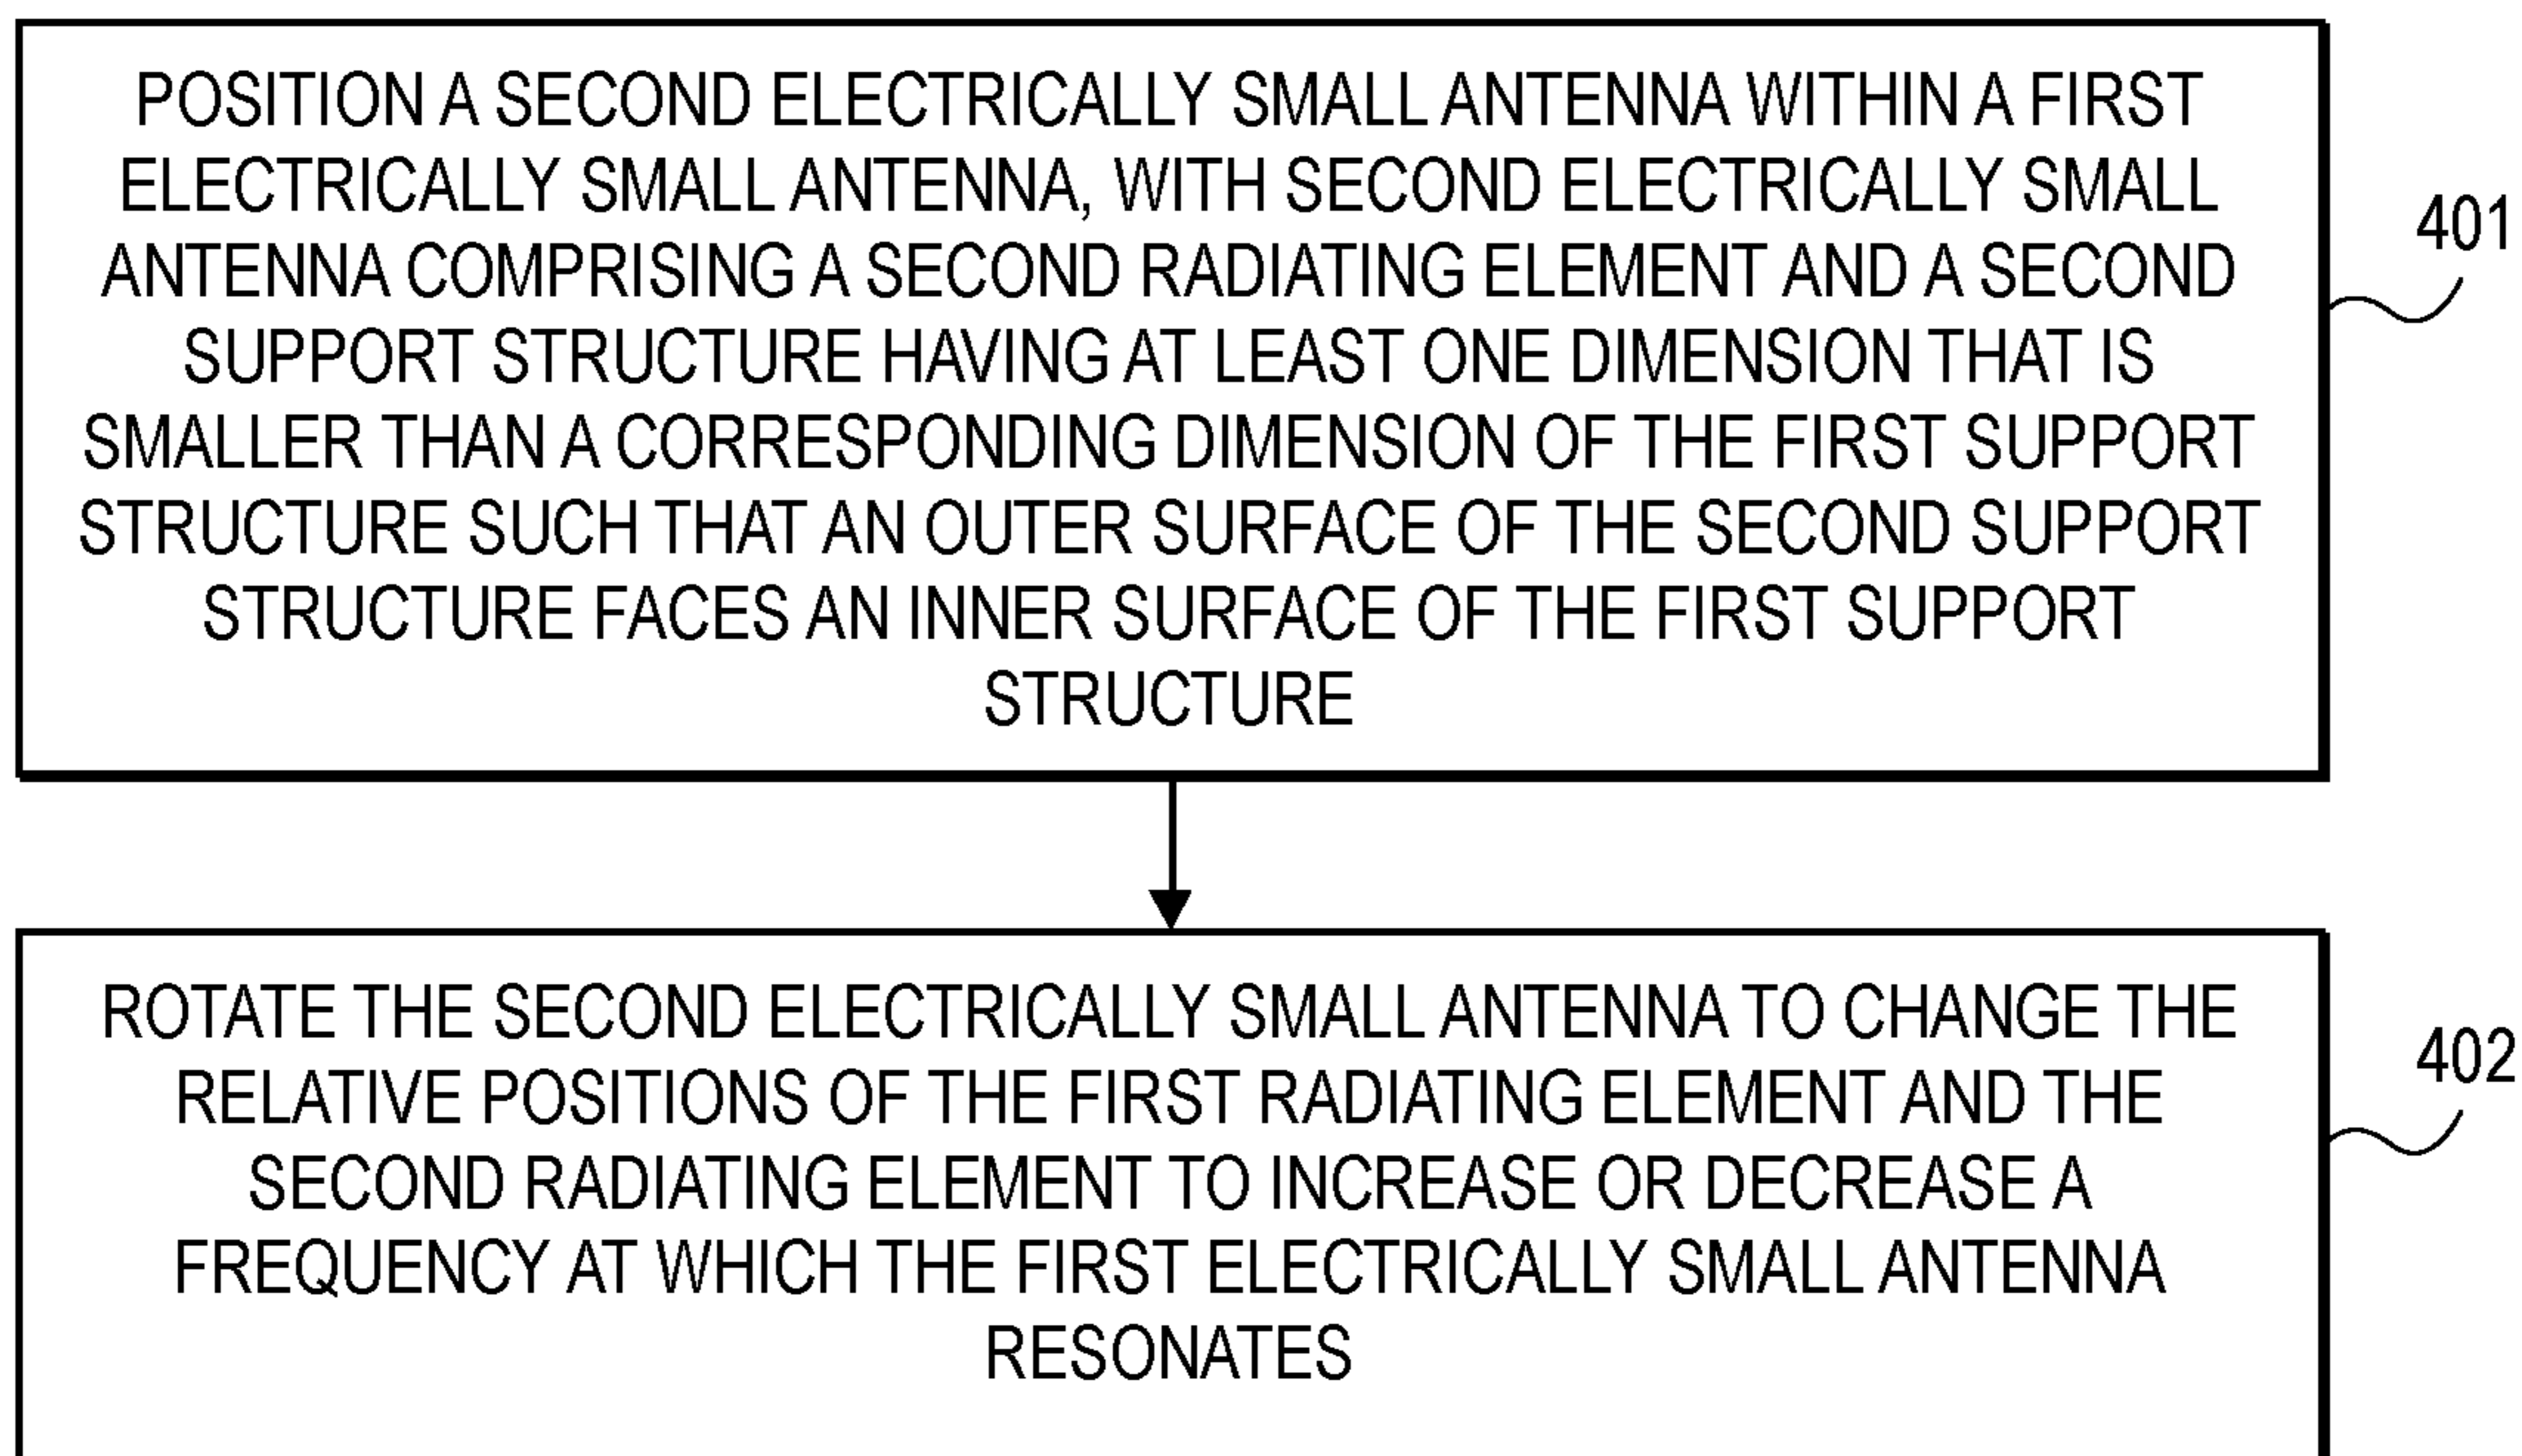 POSITION A SECOND ELECTRICALLY SMALL ANTENNA WITHIN A FIRST
ELECTRICALLY SMALL ANTENNA, WITH SECOND ELECTRICALLY SMALL
ANTENNA COMPRISING A SECOND RADIATING ELEMENT AND A SECOND
SUPPORT STRUCTURE HAVING AT LEAST ONE DIMENSION THAT IS
SMALLER THAN A CORRESPONDING DIMENSION OF THE FIRST SUPPORT
STRUCTURE SUCH THAT AN OUTER SURFACE OF THE SECOND SUPPORT
STRUCTURE FACES AN INNER SURFACE OF THE FIRST SUPPORT
STRUCTURE
401
ROTATE THE SECOND ELECTRICALLY SMALL ANTENNA TO CHANGE THE
RELATIVE POSITIONS OF THE FIRST RADIATING ELEMENT AND THE
SECOND RADIATING ELEMENT TO INCREASE OR DECREASE A
FREQUENCY AT WHICH THE FIRST ELECTRICALLY SMALL ANTENNA
RESONATES
402